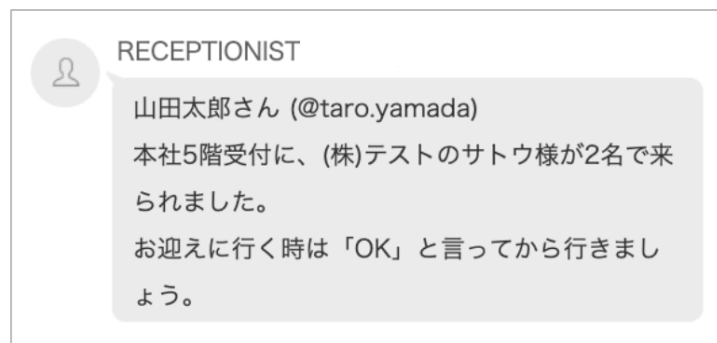 RECEPTIONIST
山田太郎さん (@taro.yamada)
本社5階受付に、(株)テストのサトウ様が2名で来
られました。
お迎えに行く時は「OK」と言ってから行きまし
ょう。